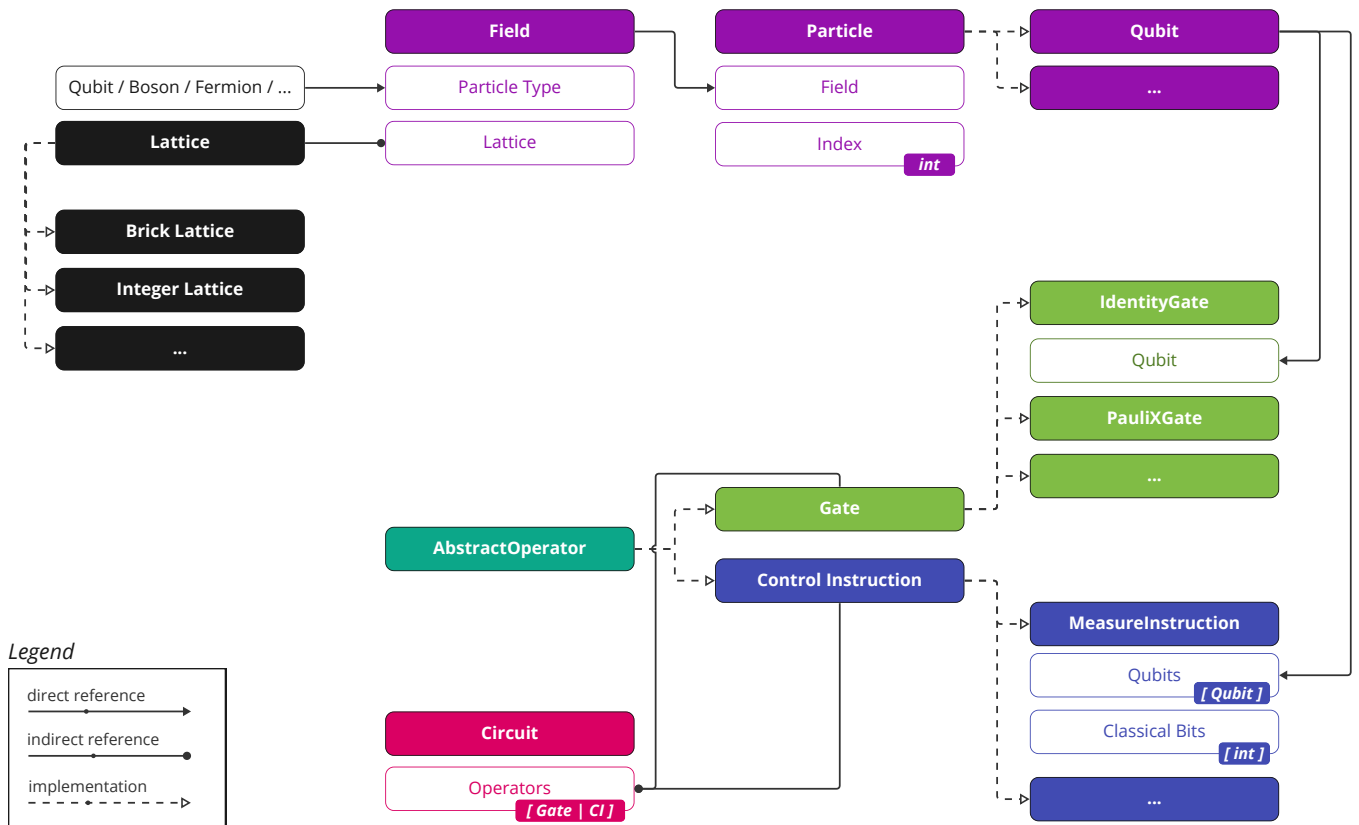 Field
Particle
Qubit
Qubit / Boson / Fermion / ...
Particle Type
Field
...
Lattice
Lattice
Index
int
Brick Lattice
Integer Lattice
...
IdentityGate
Qubit
PauliXGate
...
Gate
AbstractOperator
Control Instruction
MeasureInstruction
Qubits
[ Qubit ]
Classical Bits
[ int ]
...
Circuit
Operators
[ Gate | CI ]
Legend
direct reference
indirect reference
implementation